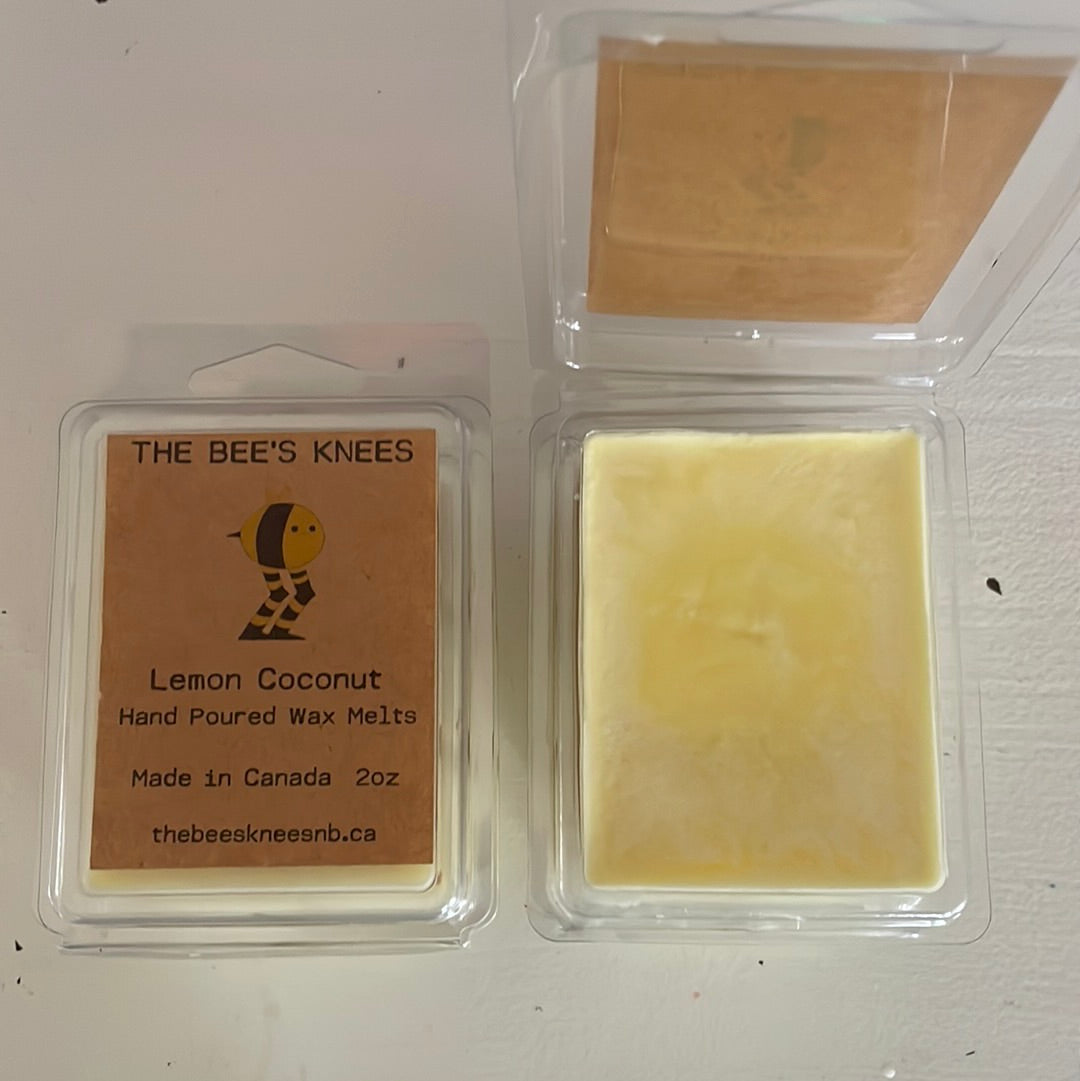 THE BEE'S KNEES
Lemon Coconut
Hand Poured Wax Melts
Made in Canada 2oz
thebeeskneesnb.ca